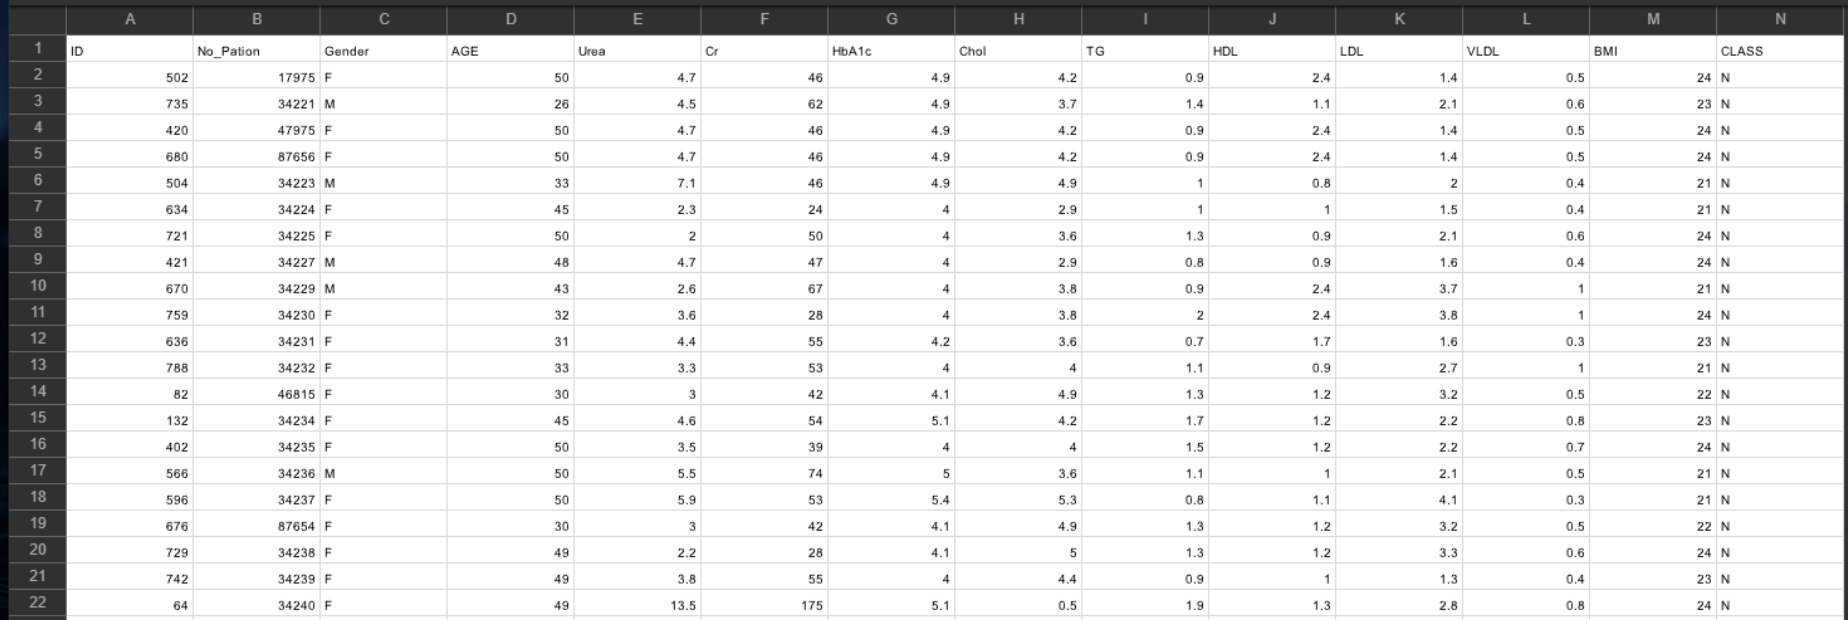 A B C D E F G H I J K L M N
1 ID No_Pation Gender AGE Urea Cr HbA1c Chol TG HDL LDL VLDL BMI CLASS
2 502 17975 F 50 4.7 46 4.9 4.2 0.9 2.4 1.4 0.5 24 N
3 735 34221 M 26 4.5 62 4.9 3.7 1.4 1.1 2.1 0.6 23 N
4 420 47975 F 50 4.7 46 4.9 4.2 0.9 2.4 1.4 0.5 24 N
5 680 87656 F 50 4.7 46 4.9 4.2 0.9 2.4 1.4 0.5 24 N
6 504 34223 M 33 7.1 46 4.9 4.9 1 0.8 2 0.4 21 N
7 634 34224 F 45 2.3 24 4 2.9 1 1 1.5 0.4 21 N
8 721 34225 F 50 2 50 4 3.6 1.3 0.9 2.1 0.6 24 N
9 421 34227 M 48 4.7 47 4 2.9 0.8 0.9 1.6 0.4 24 N
10 670 34229 M 43 2.6 67 4 3.8 0.9 2.4 3.7 1 21 N
11 759 34230 F 32 3.6 28 4 3.8 2 2.4 3.8 1 24 N
12 636 34231 F 31 4.4 55 4.2 3.6 0.7 1.7 1.6 0.3 23 N
13 788 34232 F 33 3.3 53 4 4 1.1 0.9 2.7 1 21 N
14 82 46815 F 30 3 42 4.1 4.9 1.3 1.2 3.2 0.5 22 N
15 132 34234 F 45 4.6 54 5.1 4.2 1.7 1.2 2.2 0.8 23 N
16 402 34235 F 50 3.5 39 4 4 1.5 1.2 2.2 0.7 24 N
17 566 34236 M 50 5.5 74 5 3.6 1.1 1 2.1 0.5 21 N
18 596 34237 F 50 5.9 53 5.4 5.3 0.8 1.1 4.1 0.3 21 N
19 676 87654 F 30 3 42 4.1 4.9 1.3 1.2 3.2 0.5 22 N
20 729 34238 F 49 2.2 28 4.1 5 1.3 1.2 3.3 0.6 24 N
21 742 34239 F 49 3.8 55 4 4.4 0.9 1 1.3 0.4 23 N
22 64 34240 F 49 13.5 175 5.1 0.5 1.9 1.3 2.8 0.8 24 N